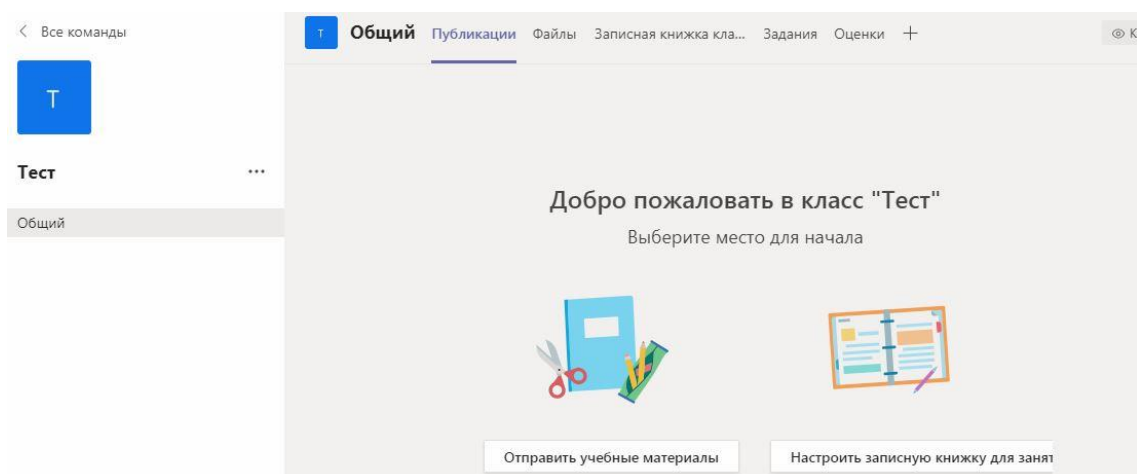 Все команды
Т
Тест
Общий
Т Общий Публикации Файлы Записная книжка кла... Задания Оценки
К
Добро пожаловать в класс "Тест"
Выберите место для начала
Отправить учебные материалы
Настроить записную книжку для занят